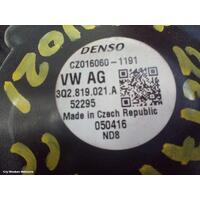 DENSO
CZ016060-1191
VW AG
3Q2.819.021.A
52295
Made in Czech Republic
050416
ND8